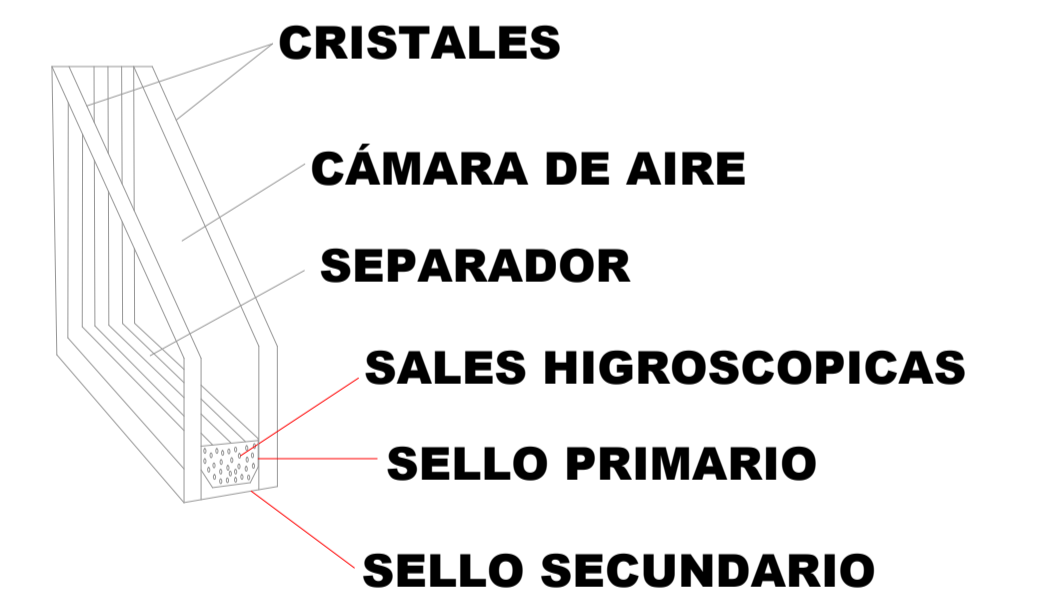 CRISTALES
CÁMARA DE AIRE
SEPARADOR
SALES HIGROSCOPICAS
SELLO PRIMARIO
SELLO SECUNDARIO